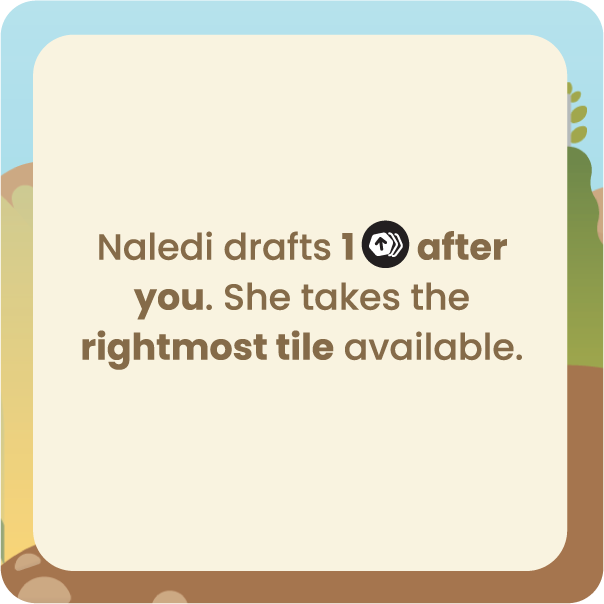 Naledi drafts 1 after
you. She takes the
rightmost tile available.